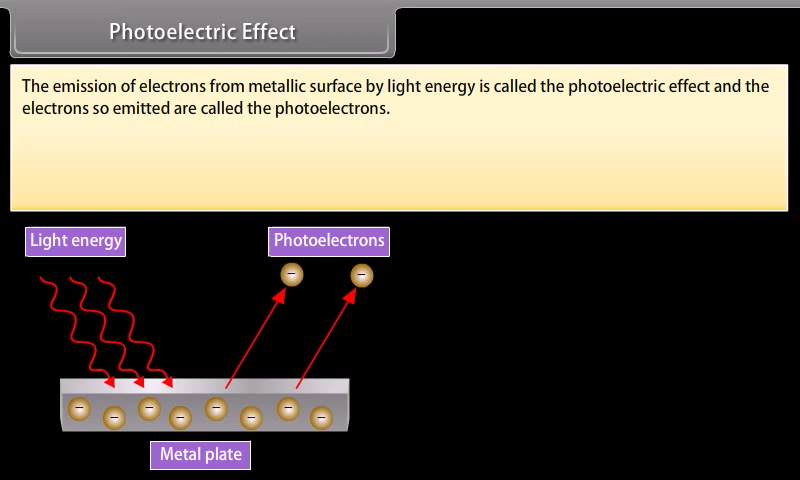 Photoelectric Effect
The emission of electrons from metallic surface by light energy is called the photoelectric effect and the
electrons so emitted are called the photoelectrons.
Light energy
Photoelectrons
Metal plate